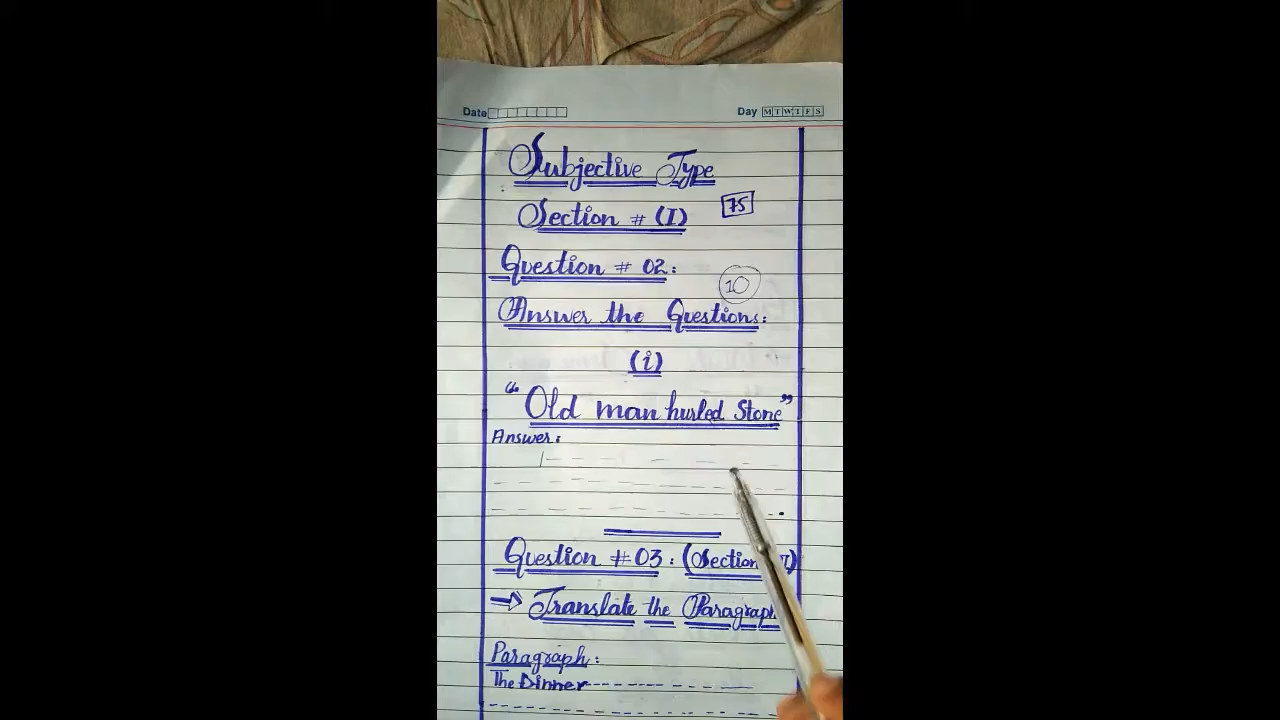 Date Day M T W T F S
Subjective Type
Section # (I) 75
Question # 02:
10
Answer the Questions:
(i)
"Old man hurled Stone"
Answer:
Question # 03: (Section
→ Translate the Paragraph
Paragraph:
The Dinner